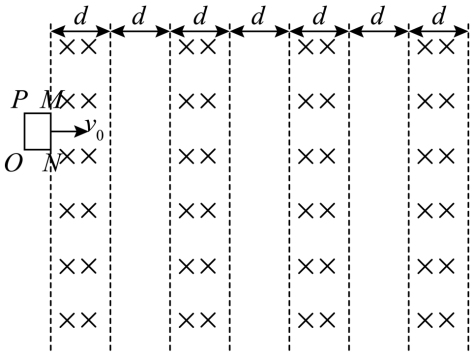 d d d d d d d
× × × × × × × ×
P M × × × × × × ×
v₀
O N × × × × × × ×
× × × × × × × ×
× × × × × × × ×
× × × × × × × ×